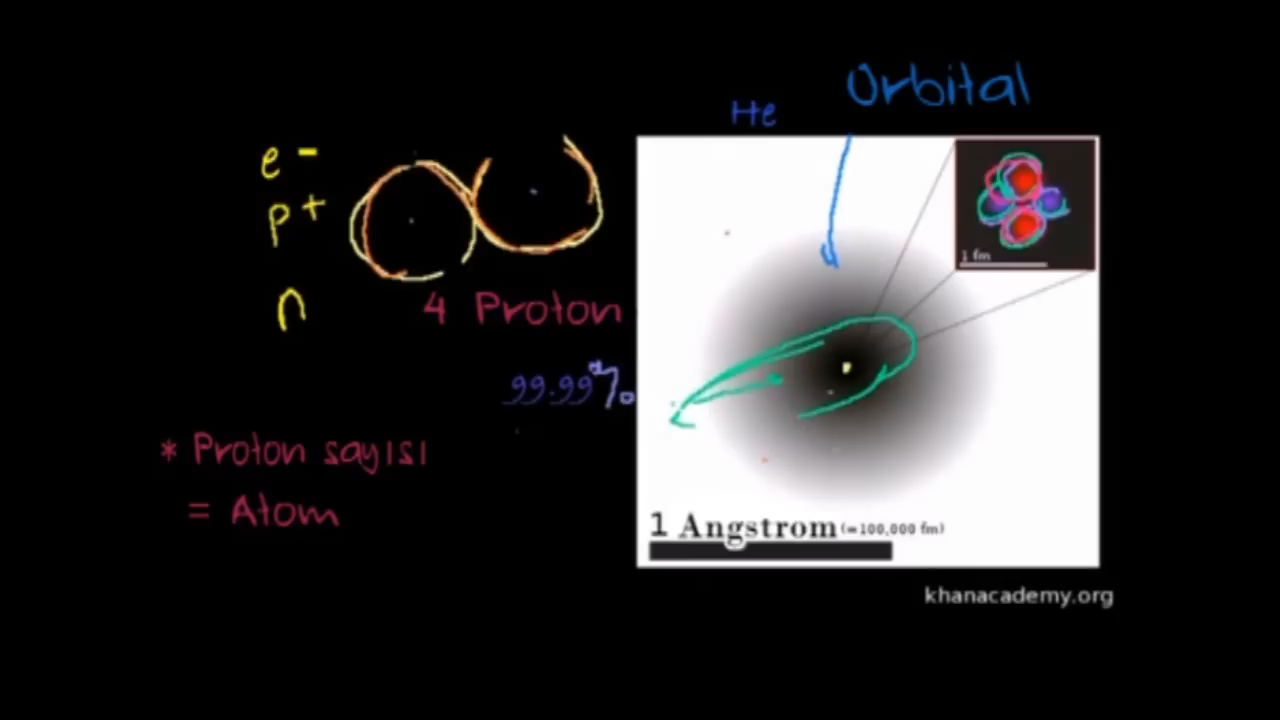 Orbital
He
e -
p +
1 fm
n
4 Proton
99.99%
* Proton sayısı
= Atom
1 Angstrom (=100,000 fm)
khanacademy.org